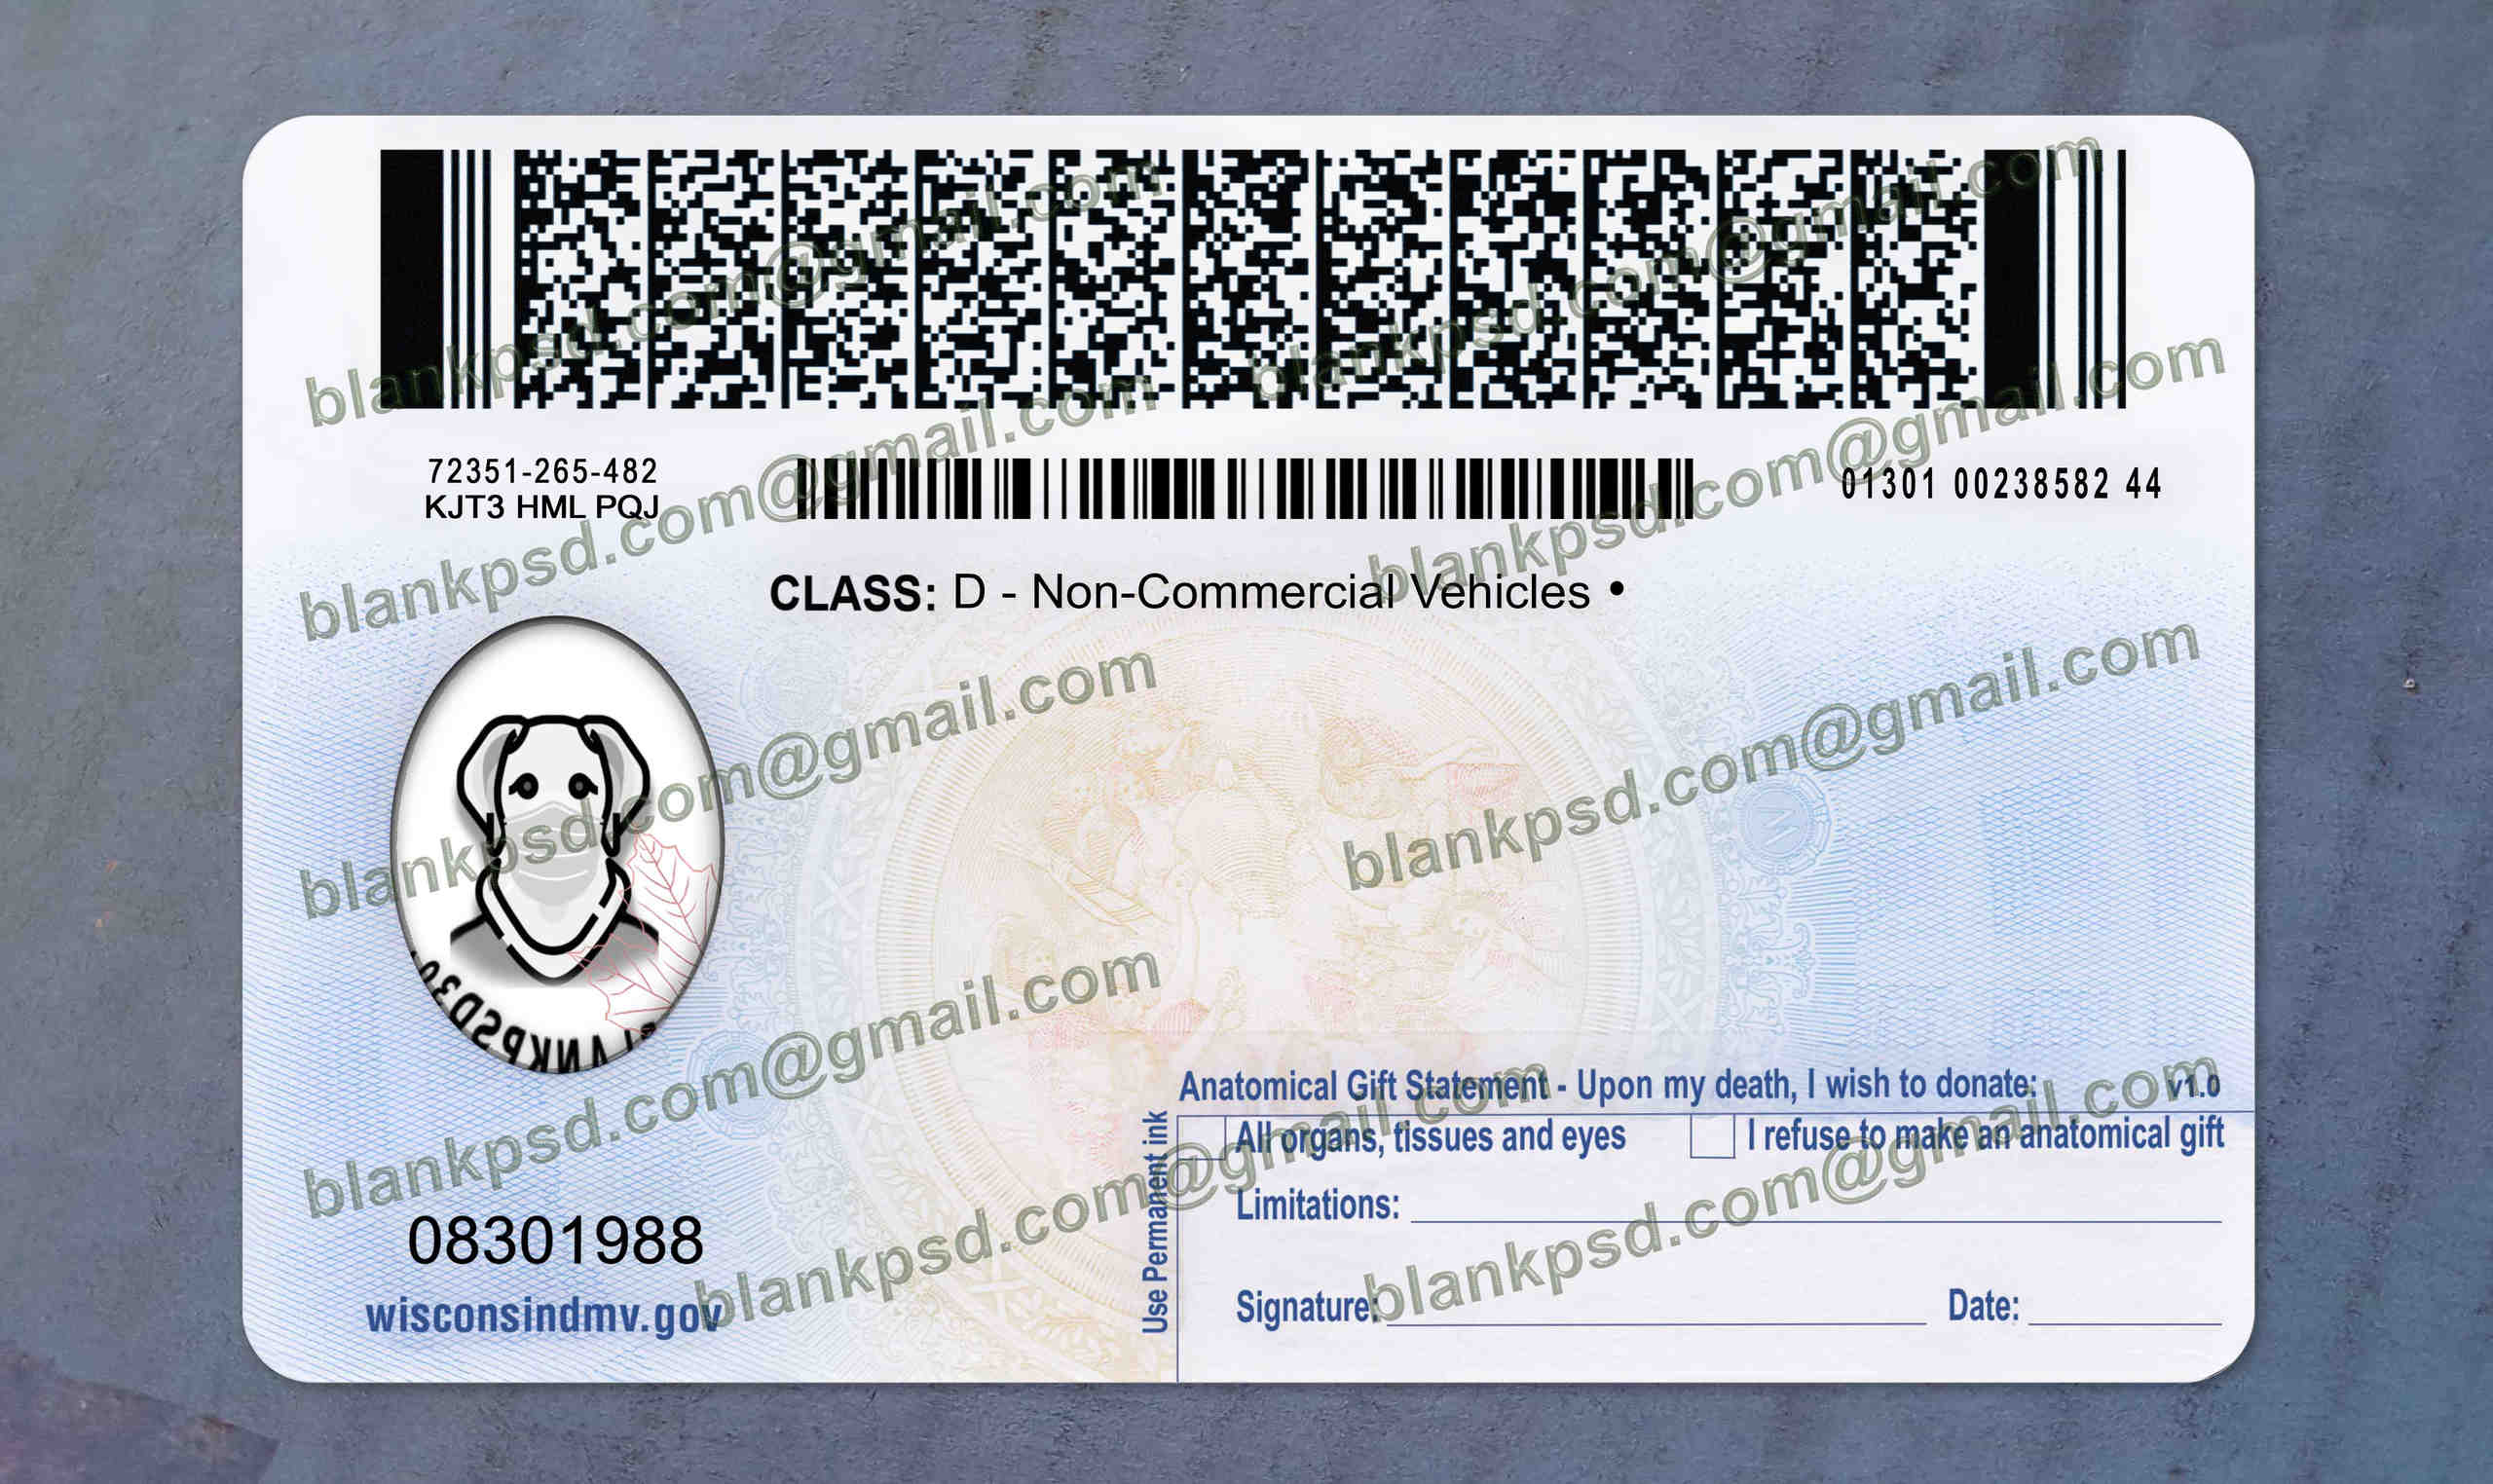 72351-265-482
KJT3 HML PQJ
01301 00238582 44
CLASS: D - Non-Commercial Vehicles •
08301988
wisconsindmv.gov
Use Permanent ink
Anatomical Gift Statement - Upon my death, I wish to donate:
v1.0
All organs, tissues and eyes
I refuse to make an anatomical gift
Limitations:
Signature:
Date:
blankpsd.com@gmail.com
blankpsd.com@gmail.com
blankpsd.com@gmail.com
blankpsd.com@gmail.com
blankpsd.com@gmail.com
blankpsd.com@gmail.com
blankpsd.com@gmail.com
blankpsd.com@gmail.com
blankpsd.com@gmail.com